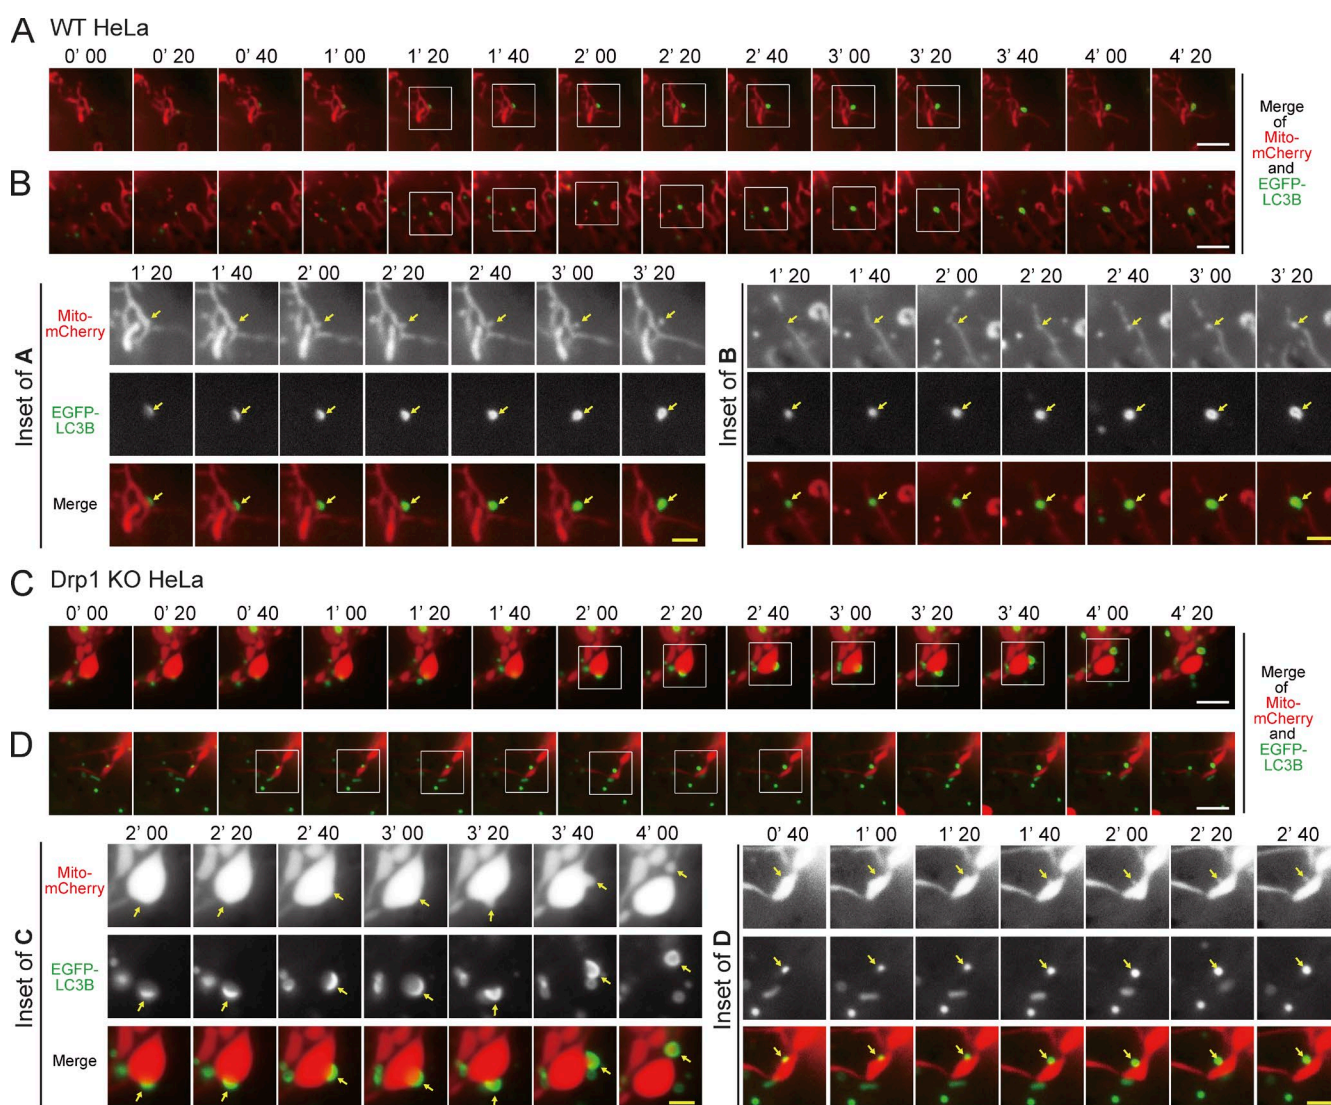 A WT HeLa
0' 00 0' 20 0' 40 1' 00 1' 20 1' 40 2' 00 2' 20 2' 40 3' 00 3' 20 3' 40 4' 00 4' 20
Merge
of
Mito-
mCherry
and
EGFP-
LC3B
B
1' 20 1' 40 2' 00 2' 20 2' 40 3' 00 3' 20
Inset of A
Mito-
mCherry
EGFP-
LC3B
Merge
1' 20 1' 40 2' 00 2' 20 2' 40 3' 00 3' 20
Inset of B
C Drp1 KO HeLa
0' 00 0' 20 0' 40 1' 00 1' 20 1' 40 2' 00 2' 20 2' 40 3' 00 3' 20 3' 40 4' 00 4' 20
Merge
of
Mito-
mCherry
and
EGFP-
LC3B
D
2' 00 2' 20 2' 40 3' 00 3' 20 3' 40 4' 00
Inset of C
Mito-
mCherry
EGFP-
LC3B
Merge
0' 40 1' 00 1' 20 1' 40 2' 00 2' 20 2' 40
Inset of D